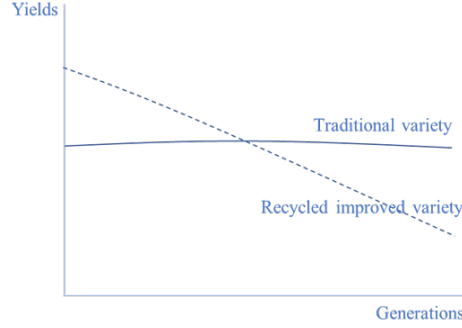 Yields
Traditional variety
Recycled improved variety
Generations